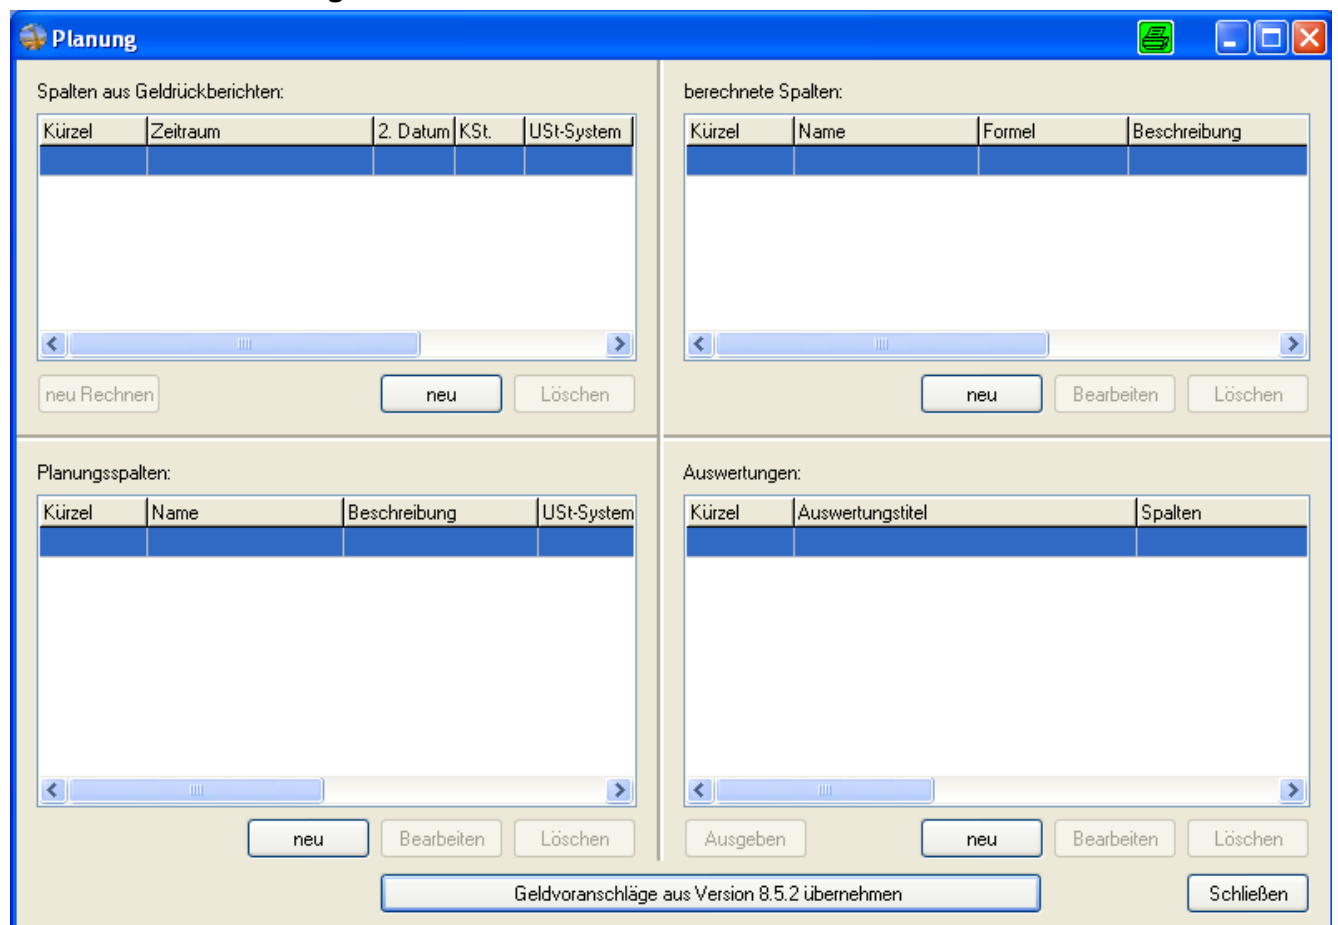 Planung
Spalten aus Geldrückberichten:
Kürzel Zeitraum 2. Datum KSt. USt-System
neu Rechnen neu Löschen
berechnete Spalten:
Kürzel Name Formel Beschreibung
neu Bearbeiten Löschen
Planungsspalten:
Kürzel Name Beschreibung USt-System
neu Bearbeiten Löschen
Auswertungen:
Kürzel Auswertungstitel Spalten
Ausgeben neu Bearbeiten Löschen
Geldvoranschläge aus Version 8.5.2 übernehmen Schließen